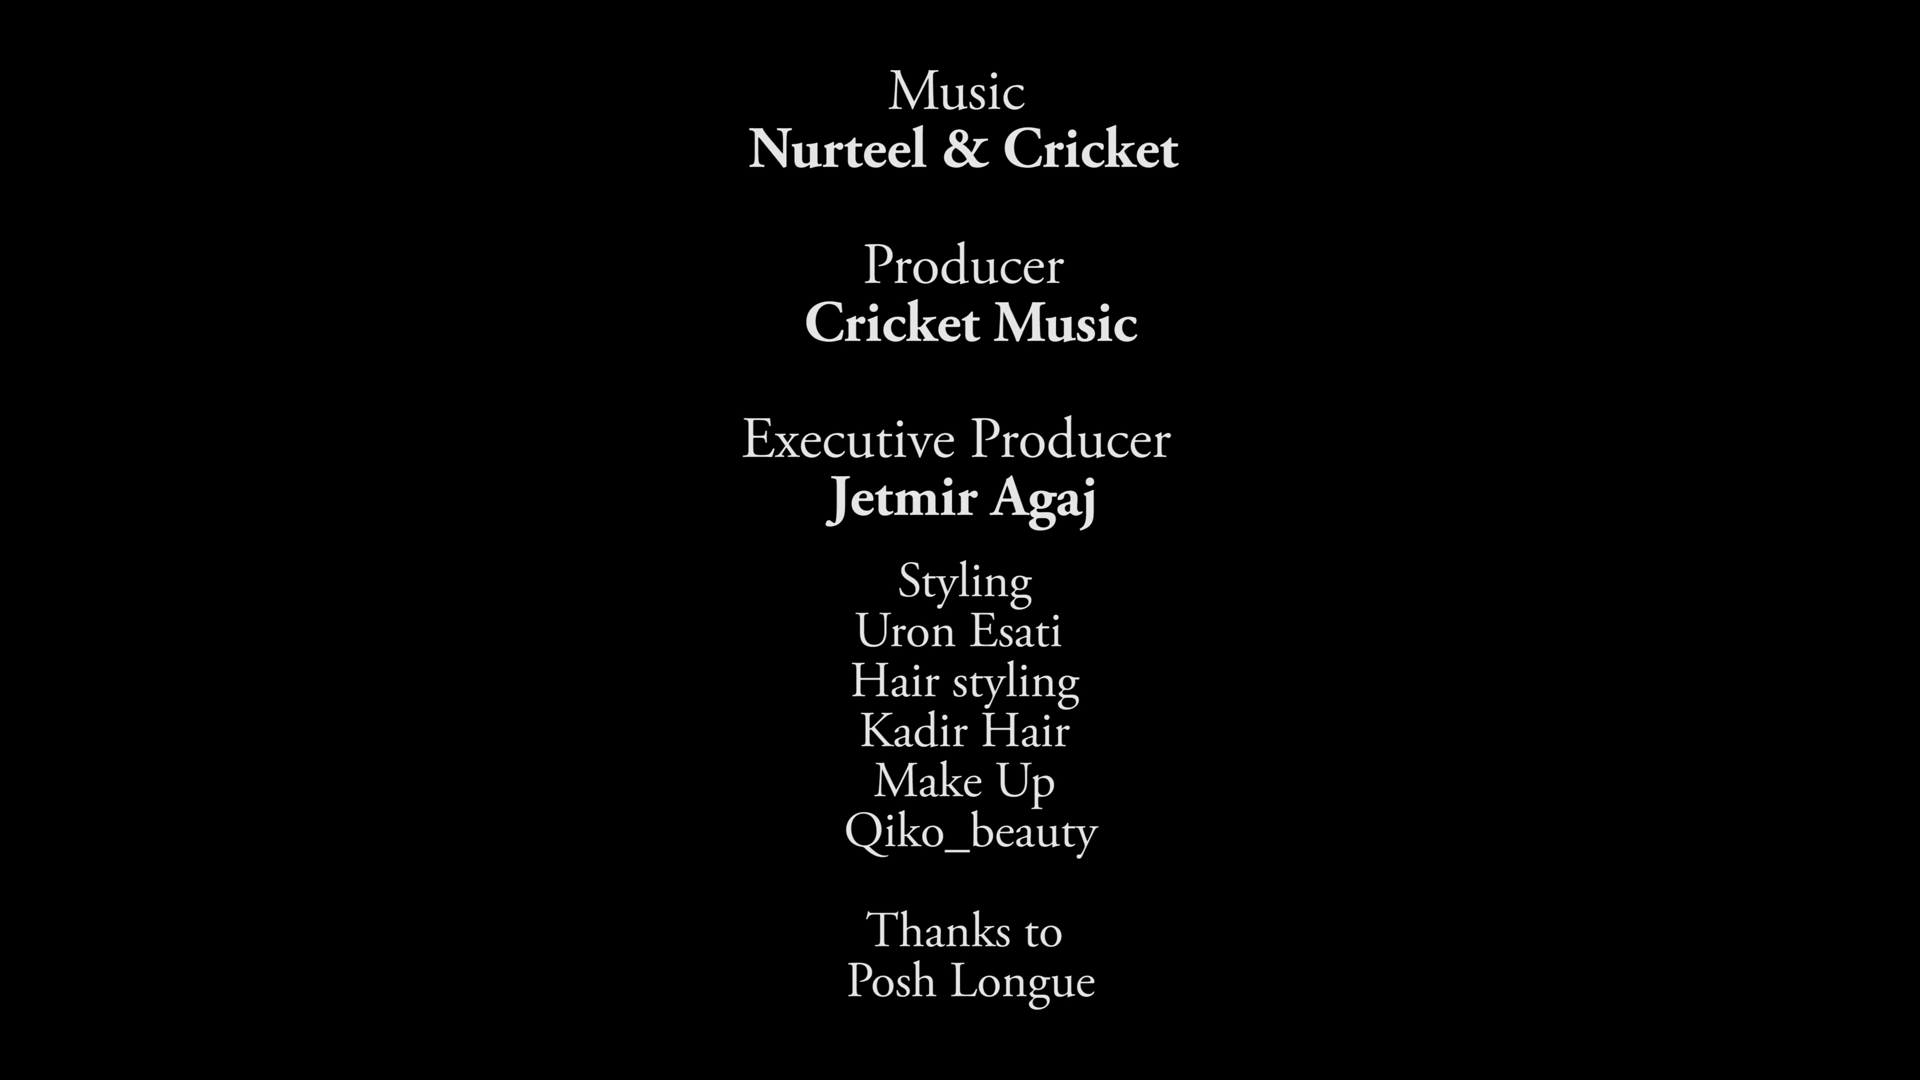 Music
Nurteel & Cricket
Producer
Cricket Music
Executive Producer
Jetmir Agaj
Styling
Uron Esati
Hair styling
Kadir Hair
Make Up
Qiko_beauty
Thanks to
Posh Longue